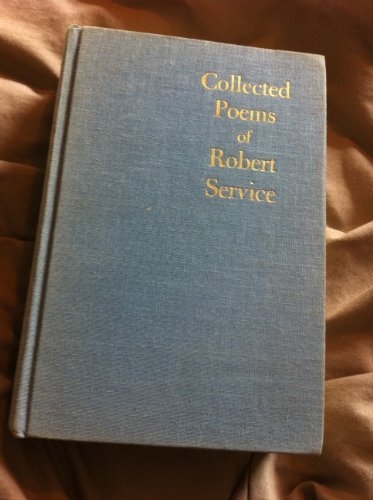 Collected
Poems
of
Robert
Service